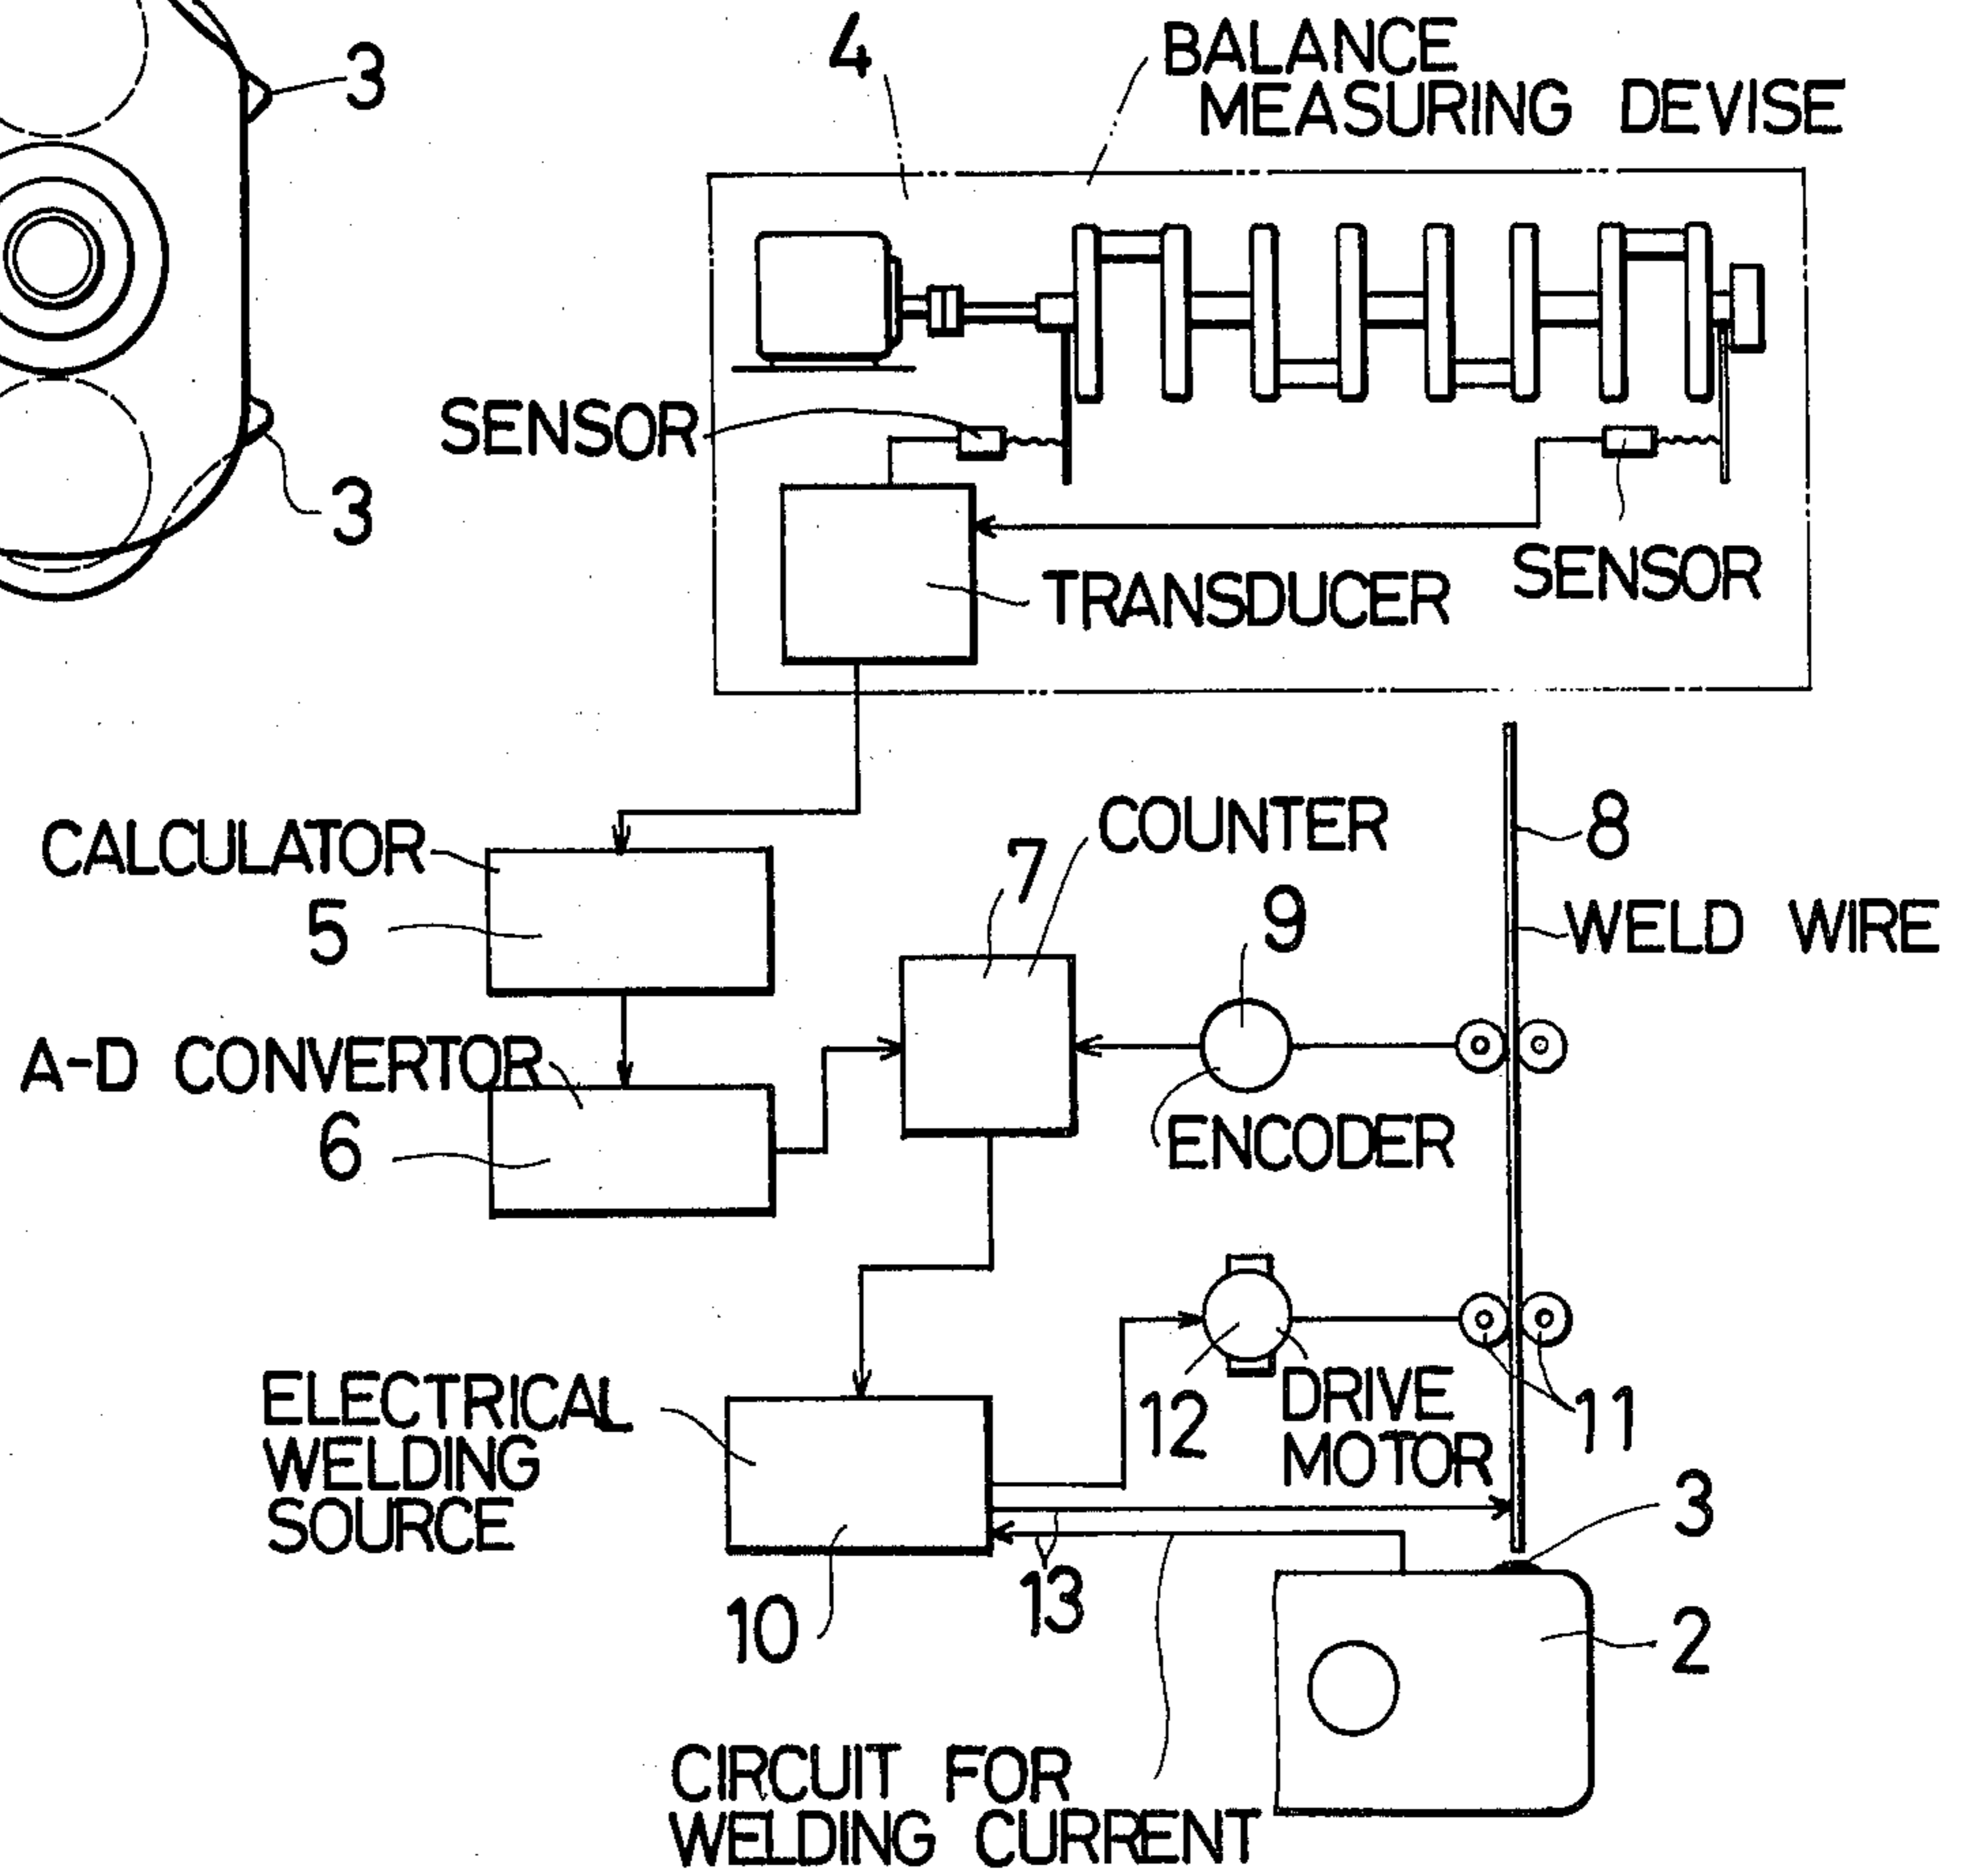 3
4
BALANCE
MEASURING DEVISE
SENSOR
3
SENSOR
TRANSDUCER
CALCULATOR
5
7
COUNTER
8
9
WELD WIRE
A-D CONVERTOR
6
ENCODER
ELECTRICAL
WELDING
SOURCE
12
DRIVE
MOTOR
11
3
10
13
2
CIRCUIT FOR
WELDING CURRENT